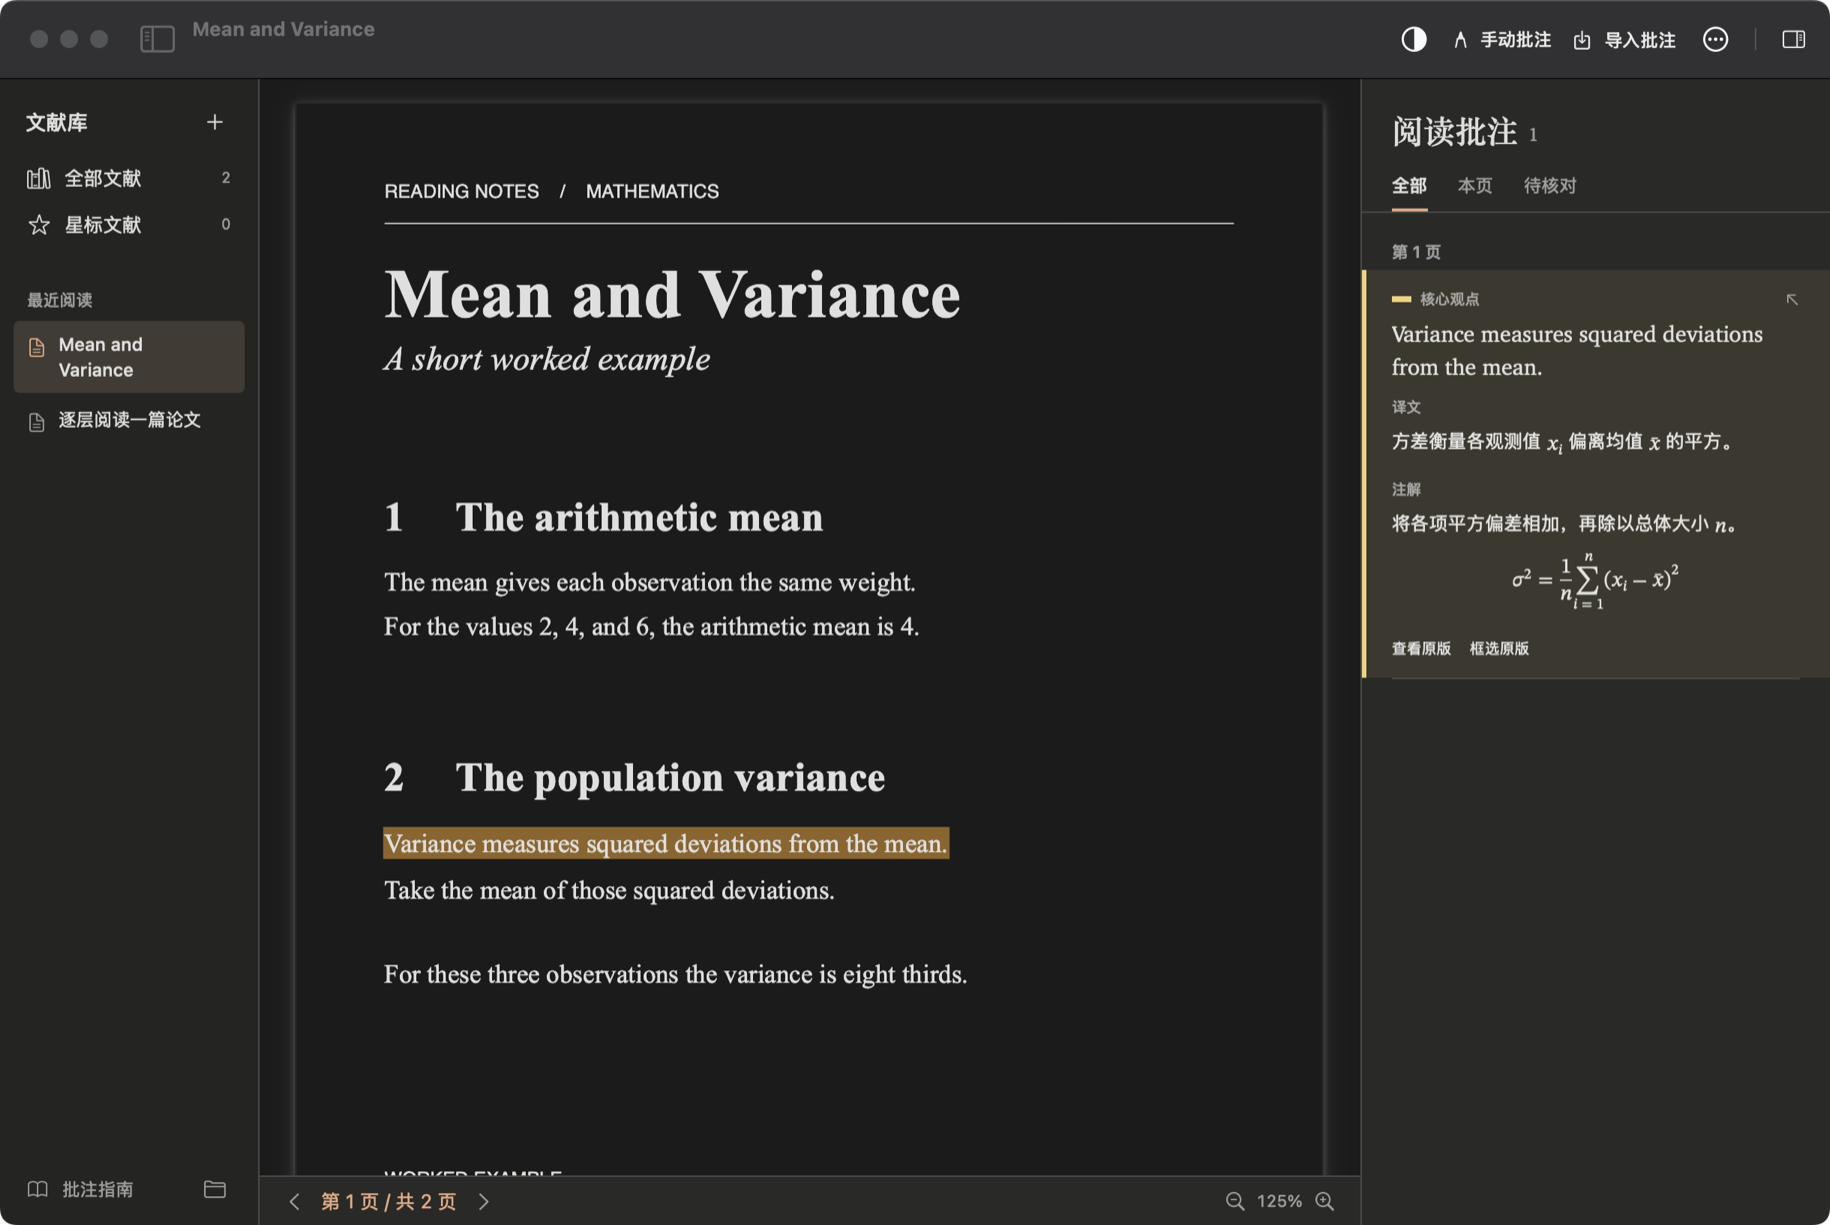 Mean and Variance
手动批注
导入批注
文献库
全部文献 2
星标文献 0
最近阅读
Mean and
Variance
逐层阅读一篇论文
批注指南
READING NOTES / MATHEMATICS
Mean and Variance
A short worked example
1 The arithmetic mean
The mean gives each observation the same weight.
For the values 2, 4, and 6, the arithmetic mean is 4.
2 The population variance
Variance measures squared deviations from the mean.
Take the mean of those squared deviations.
For these three observations the variance is eight thirds.
WORKED EXAMPLE
第 1 页 / 共 2 页
125%
阅读批注 1
全部 本页 待核对
第 1 页
核心观点
Variance measures squared deviations
from the mean.
译文
方差衡量各观测值 xᵢ 偏离均值 x̄ 的平方。
注解
将各项平方偏差相加，再除以总体大小 n。
σ² = 1/n ∑ i = 1 n (xᵢ − x̄)²
查看原版 框选原版